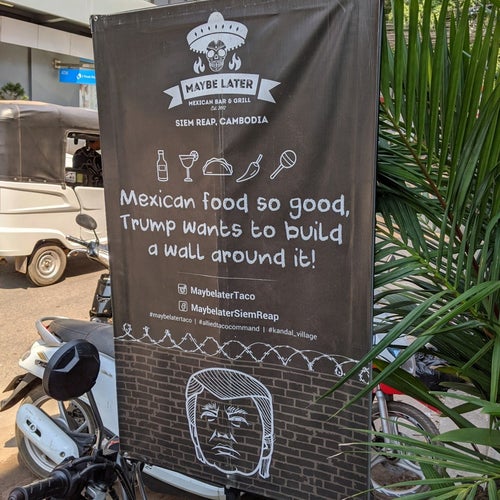 MAYBE LATER
MEXICAN BAR & GRILL
SIEM REAP, CAMBODIA
Mexican food so good,
Trump wants to build
a wall around it!
MaybelaterTaco
MaybelaterSiemReap
#maybelatertaco | #alliedtacocommand | #kandal_village